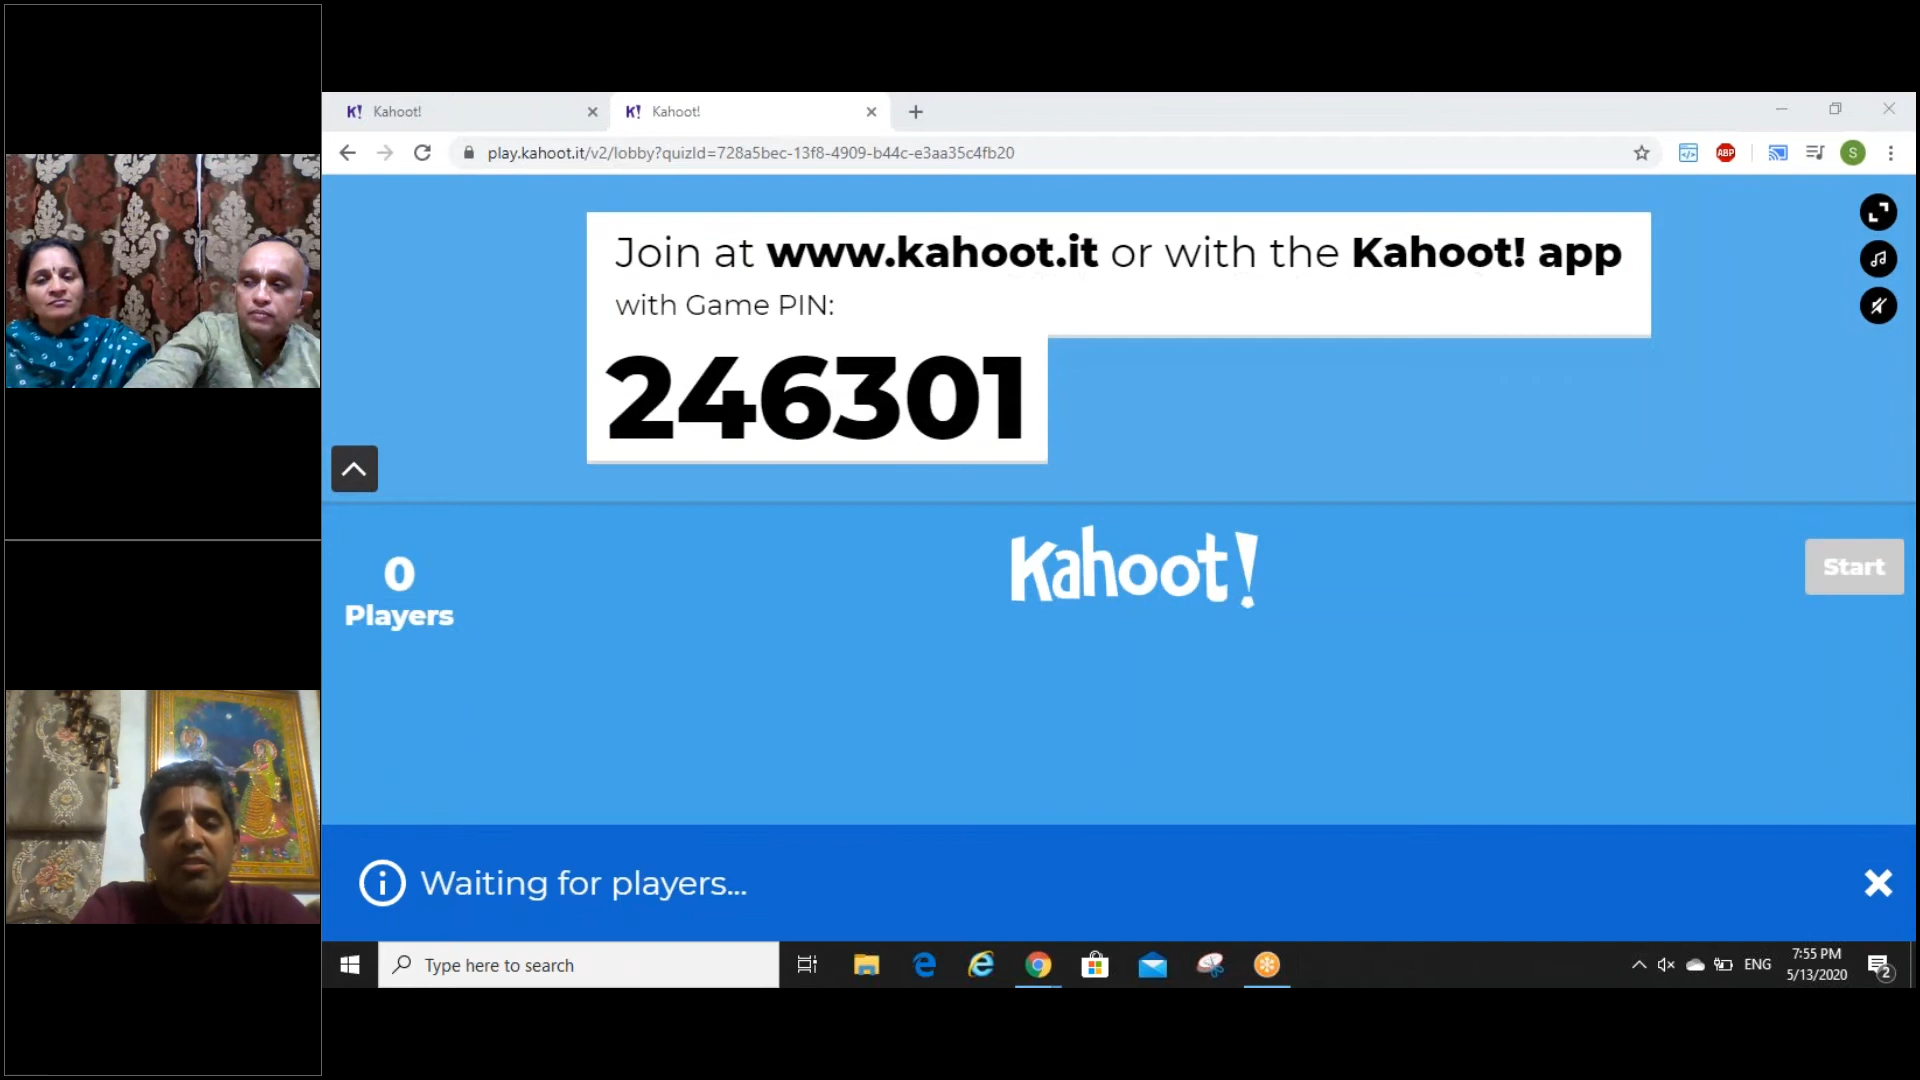 K! Kahoot!
K! Kahoot!
play.kahoot.it/v2/lobby?quizId=728a5bec-13f8-4909-b44c-e3aa35c4fb20
ABP
S
Join at www.kahoot.it or with the Kahoot! app
with Game PIN:
246301
0
Players
Kahoot!
Start
Waiting for players...
Type here to search
ENG
7:55 PM
5/13/2020
2